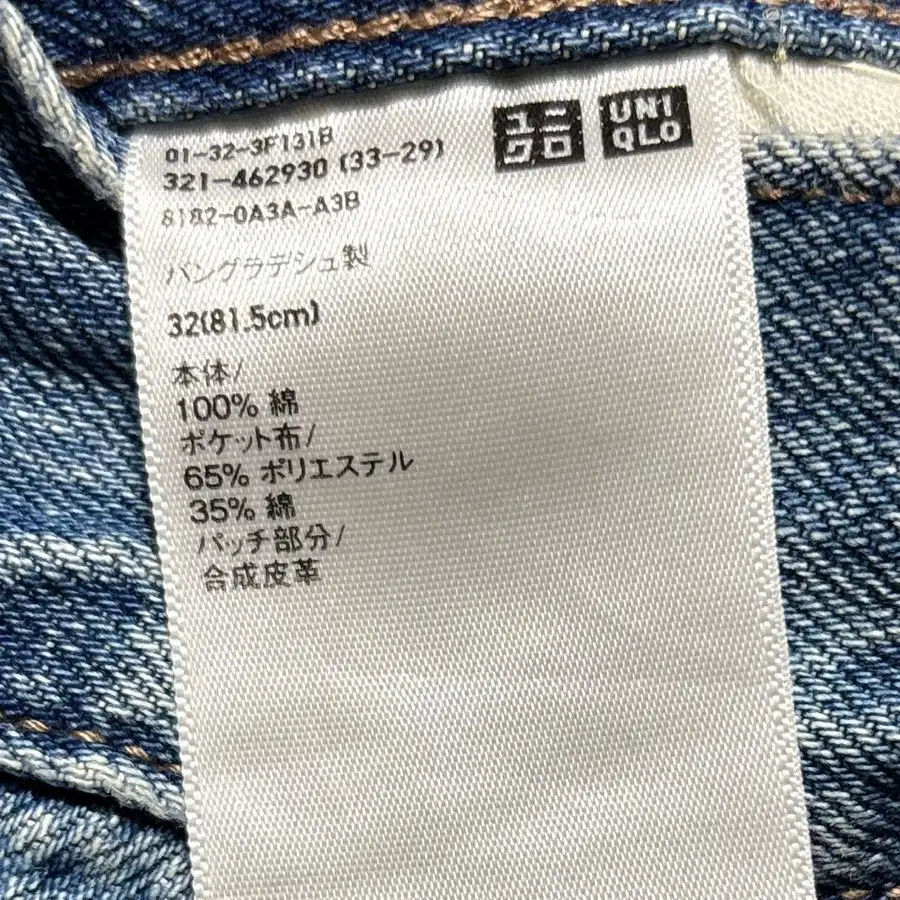 ユニクロ
UNIQLO
01-32-3F131B
321-462930 (33-29)
8182-0A3A-A3B
バングラデシュ製
32(81.5cm)
本体/
100% 綿
ポケット布/
65% ポリエステル
35% 綿
パッチ部分/
合成皮革